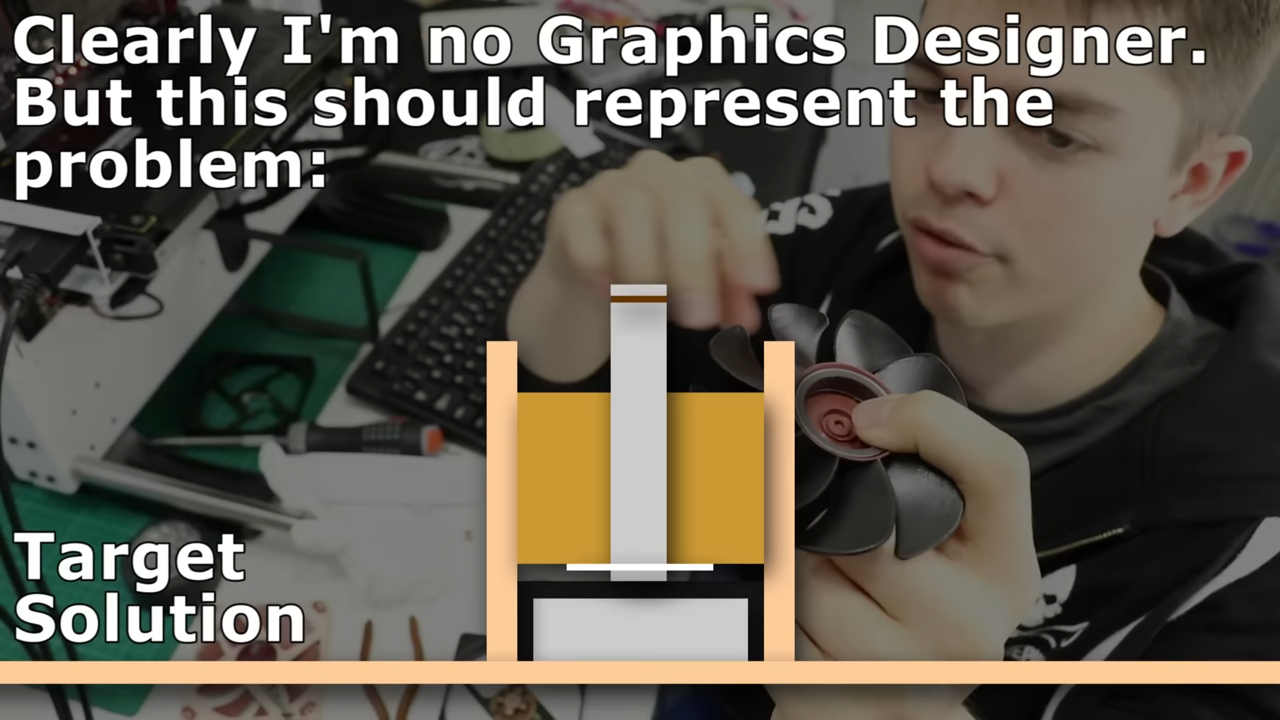 Clearly I'm no Graphics Designer.
But this should represent the
problem:
Target
Solution